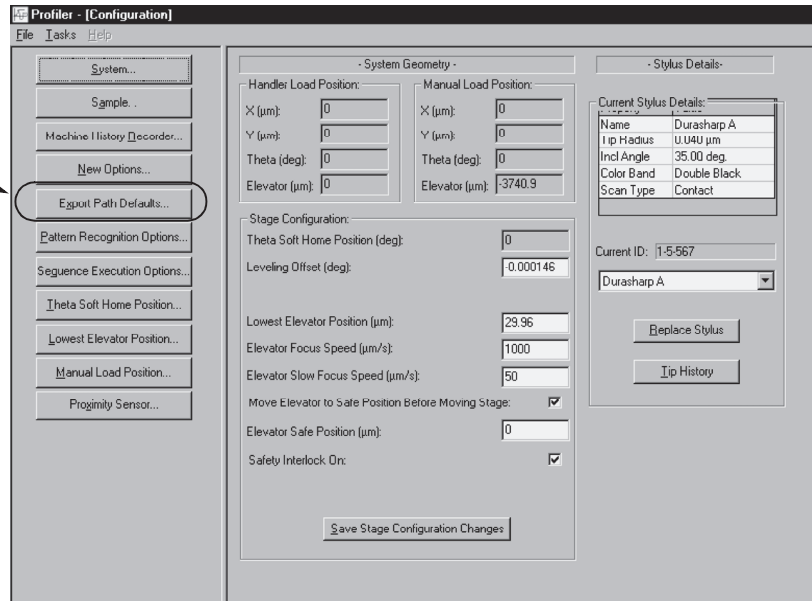 Profiler - [Configuration]
File Tasks Help
System...
Sample. .
Machine History Recorder...
New Options...
Export Path Defaults...
Pattern Recognition Options...
Sequence Execution Options...
Theta Soft Home Position...
Lowest Elevator Position...
Manual Load Position...
Proximity Sensor...
- System Geometry -
Handler Load Position:
X (µm): 0
Y (µm): 0
Theta (deg): 0
Elevator (µm): 0
Manual Load Position:
X (µm): 0
Y (µm): 0
Theta (deg): 0
Elevator (µm): -3740.9
Stage Configuration:
Theta Soft Home Position (deg): 0
Leveling Offset (deg): -0.000146
Lowest Elevator Position (µm): 29.96
Elevator Focus Speed (µm/s): 1000
Elevator Slow Focus Speed (µm/s): 50
Move Elevator to Safe Position Before Moving Stage:
Elevator Safe Position (µm): 0
Safety Interlock On:
Save Stage Configuration Changes
- Stylus Details-
Current Stylus Details:
Name Durasharp A
Tip Radius 0.040 µm
Incl Angle 35.00 deg.
Color Band Double Black
Scan Type Contact
Current ID: 1-5-567
Durasharp A
Replace Stylus
Tip History